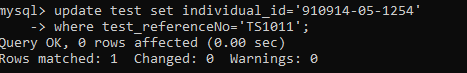 mysql> update test set individual_id='910914-05-1254'
    -> where test_referenceNo='TS1011';
Query OK, 0 rows affected (0.00 sec)
Rows matched: 1  Changed: 0  Warnings: 0